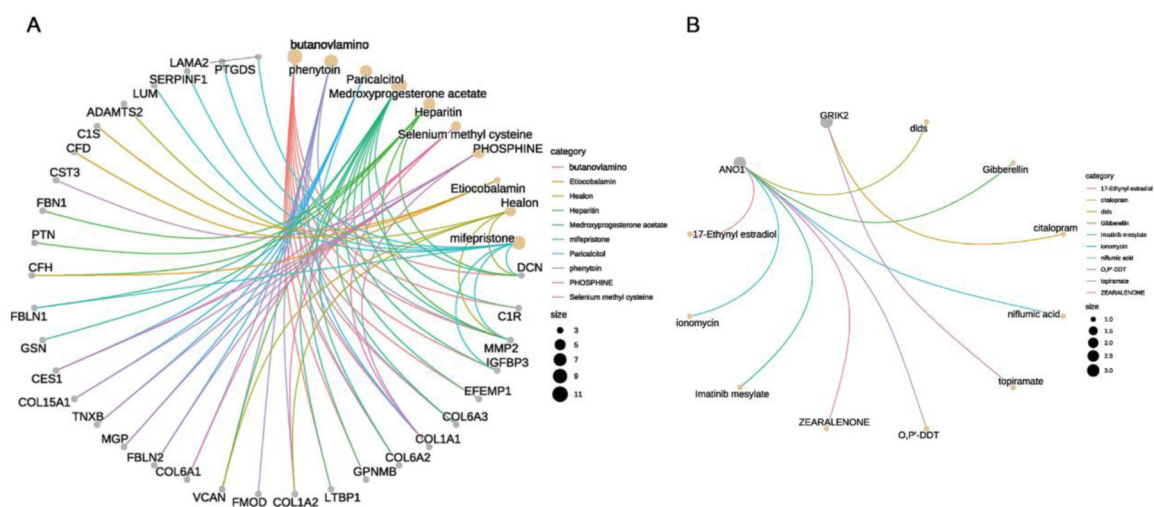 A
butanovlamino
phenytoin
Paricalcitol
Medroxyprogesterone acetate
Heparitin
Selenium methyl cysteine
PHOSPHINE
Etiocobalamin
Healon
mifepristone
DCN
C1R
MMP2
IGFBP3
EFEMP1
COL6A3
COL1A1
COL6A2
GPNMB
LTBP1
COL1A2
FMOD
VCAN
COL6A1
FBLN2
MGP
TNXB
COL15A1
CES1
GSN
FBLN1
CFH
PTN
FBN1
CST3
CFD
C1S
ADAMTS2
LUM
SERPINF1
LAMA2
PTGDS
category
butanovlamino
Etiocobalamin
Healon
Heparitin
Medroxyprogesterone acetate
mifepristone
Paricalcitol
phenytoin
PHOSPHINE
Selenium methyl cysteine
size
3
5
7
9
11
B
GRIK2
dids
ANO1
Gibberellin
17-Ethynyl estradiol
citalopram
ionomycin
niflumic acid
Imatinib mesylate
topiramate
ZEARALENONE
O,P'-DDT
category
17-Ethynyl estradiol
citalopram
dids
Gibberellin
Imatinib mesylate
ionomycin
niflumic acid
O,P'-DDT
topiramate
ZEARALENONE
size
1.0
1.5
2.0
2.5
3.0